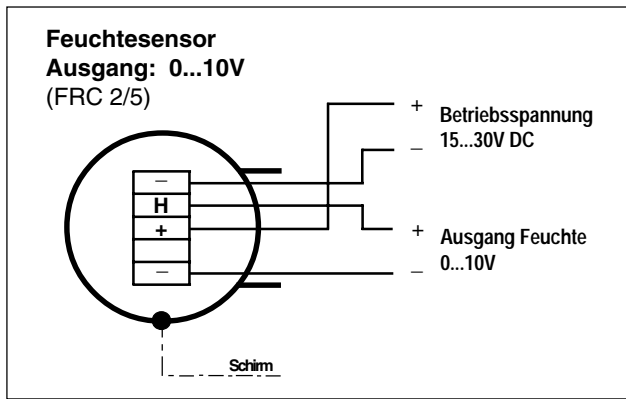 Feuchtesensor
Ausgang: 0...10V
(FRC 2/5)
+ Betriebsspannung
15...30V DC
–
–
H
+
–
+ Ausgang Feuchte
0...10V
–
Schirm